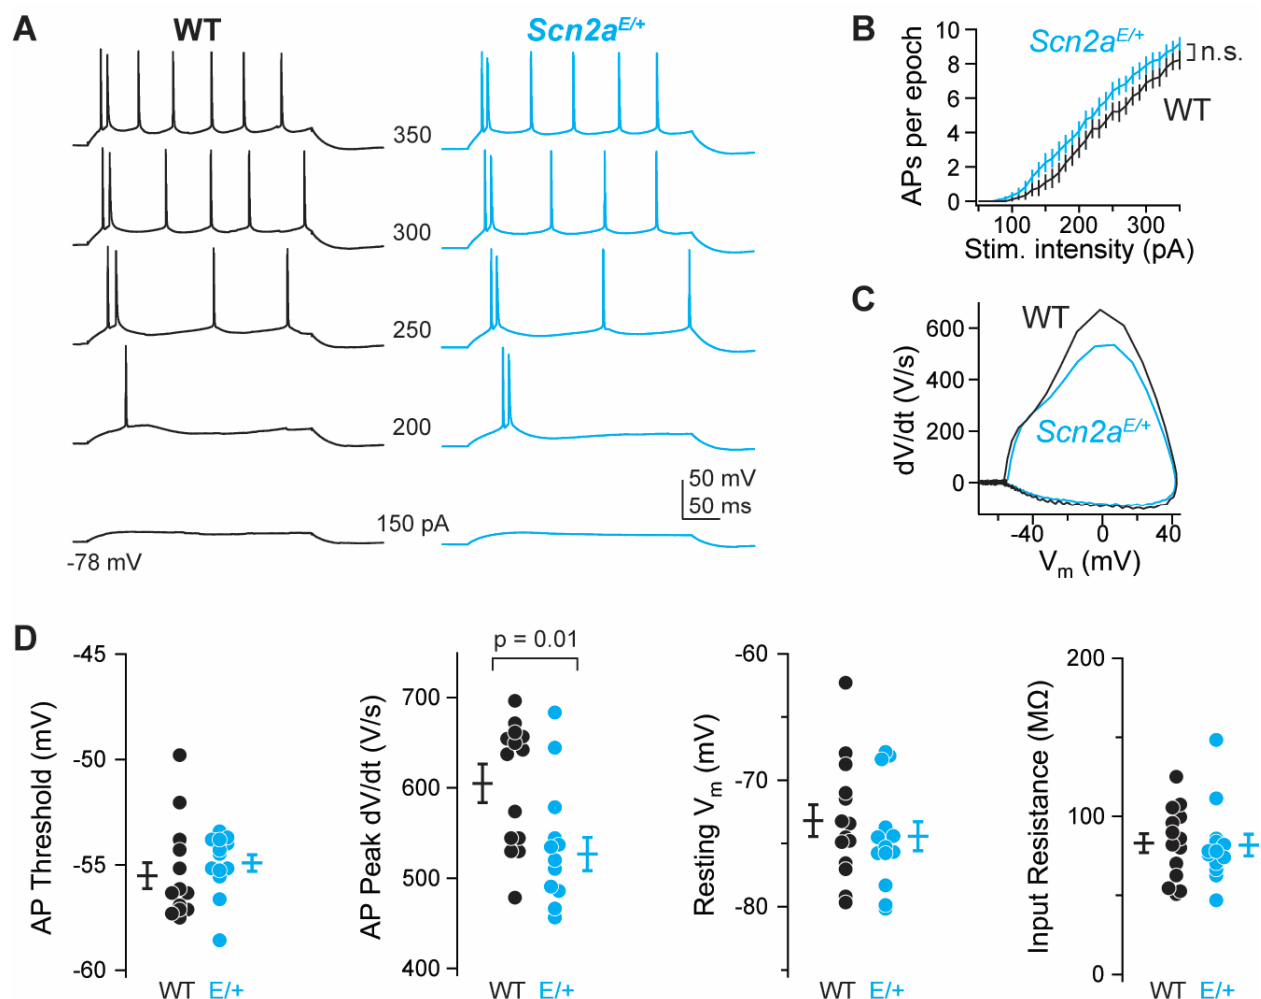 A
WT
Scn2aE/+
350
300
250
200
150 pA
-78 mV
50 mV
50 ms
B
APs per epoch
10
8
6
4
2
0
Scn2aE/+
n.s.
WT
100
200
300
Stim. intensity (pA)
C
dV/dt (V/s)
600
400
200
0
WT
Scn2aE/+
-40
0
40
Vm (mV)
D
AP Threshold (mV)
-45
-50
-55
-60
WT
E/+
AP Peak dV/dt (V/s)
p = 0.01
700
600
500
400
WT
E/+
Resting Vm (mV)
-60
-70
-80
WT
E/+
Input Resistance (MΩ)
200
100
0
WT
E/+